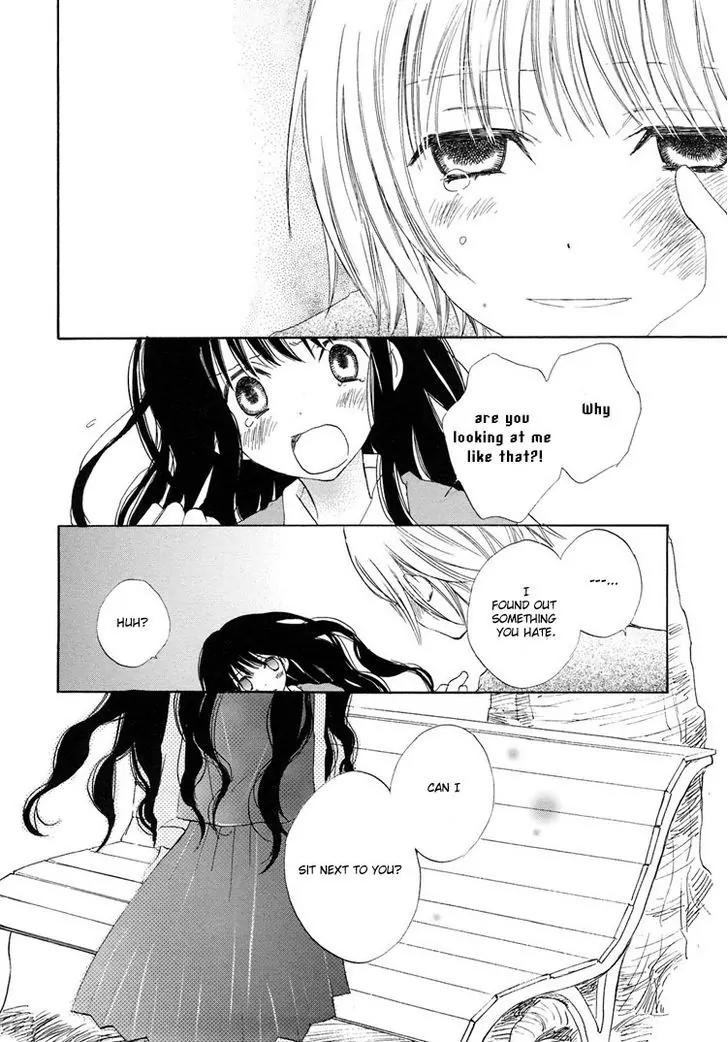 Why
are you
looking at me
like that?!
---...
I
FOUND OUT
SOMETHING
YOU HATE.
HUH?
CAN I
SIT NEXT TO YOU?